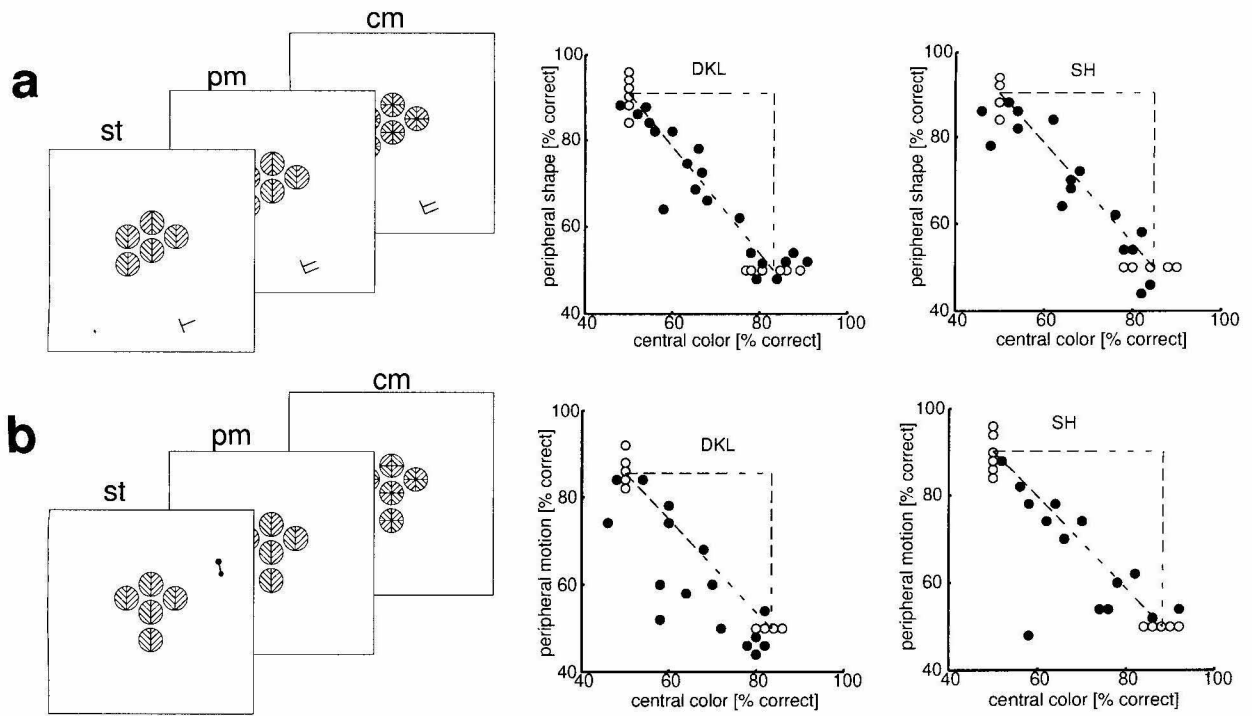 a
st
pm
cm
DKL
peripheral shape [% correct]
100
80
60
40
40 60 80 100
central color [% correct]
SH
peripheral shape [% correct]
100
80
60
40
40 60 80 100
central color [% correct]
b
st
pm
cm
DKL
peripheral motion [% correct]
100
80
60
40
40 60 80 100
central color [% correct]
SH
peripheral motion [% correct]
100
80
60
40
40 60 80 100
central color [% correct]